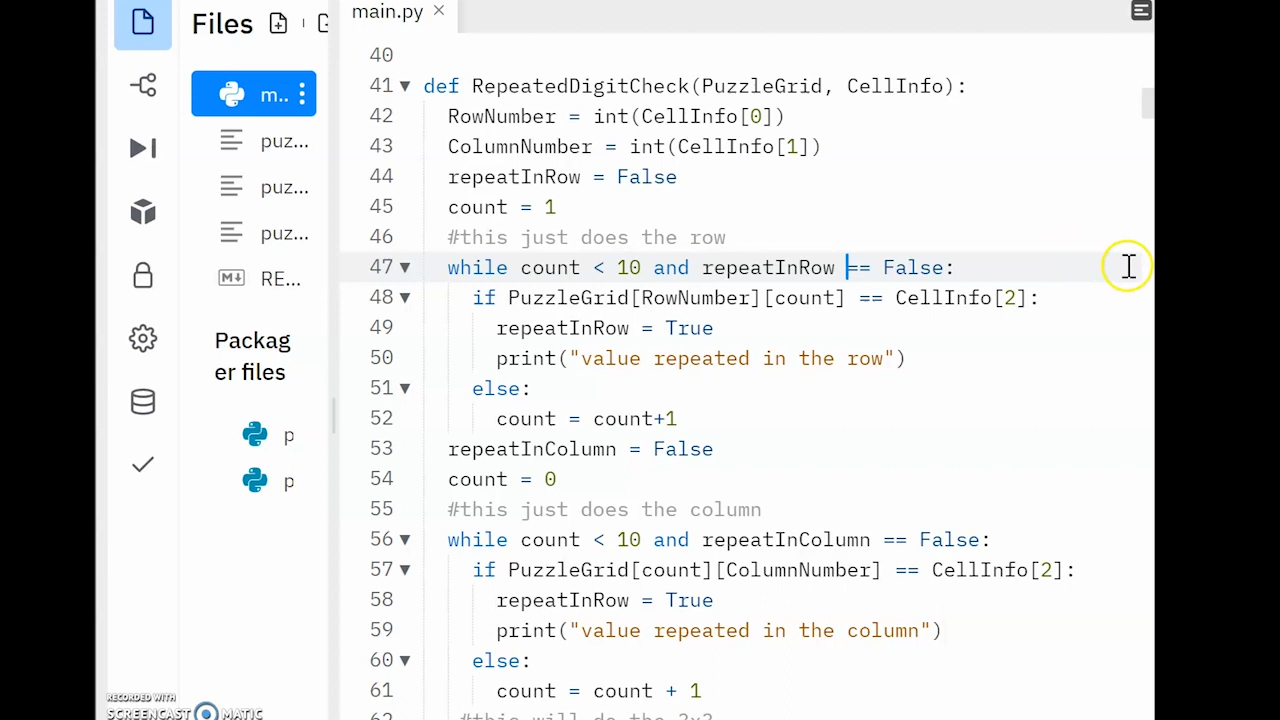 Files
main.py ×
m..
puz...
puz...
puz...
RE...
Packag
er files
p
p
40
41 def RepeatedDigitCheck(PuzzleGrid, CellInfo):
42 RowNumber = int(CellInfo[0])
43 ColumnNumber = int(CellInfo[1])
44 repeatInRow = False
45 count = 1
46 #this just does the row
47 while count < 10 and repeatInRow == False:
48 if PuzzleGrid[RowNumber][count] == CellInfo[2]:
49 repeatInRow = True
50 print("value repeated in the row")
51 else:
52 count = count+1
53 repeatInColumn = False
54 count = 0
55 #this just does the column
56 while count < 10 and repeatInColumn == False:
57 if PuzzleGrid[count][ColumnNumber] == CellInfo[2]:
58 repeatInRow = True
59 print("value repeated in the column")
60 else:
61 count = count + 1
62 #this will do the 3x3
RECORDED WITH
SCREENCAST MATIC